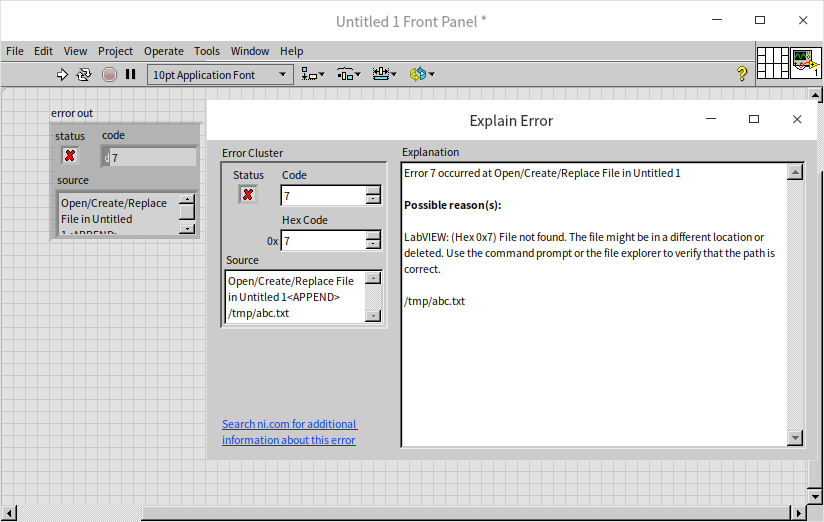 Untitled 1 Front Panel *
File Edit View Project Operate Tools Window Help
10pt Application Font
?
1
error out
status code
d 7
source
Open/Create/Replace
File in Untitled
1<APPEND>
Explain Error
Error Cluster
Status Code
7
Hex Code
0x 7
Source
Open/Create/Replace File
in Untitled 1<APPEND>
/tmp/abc.txt
Search ni.com for additional
information about this error
Explanation
Error 7 occurred at Open/Create/Replace File in Untitled 1
Possible reason(s):
LabVIEW: (Hex 0x7) File not found. The file might be in a different location or
deleted. Use the command prompt or the file explorer to verify that the path is
correct.
/tmp/abc.txt